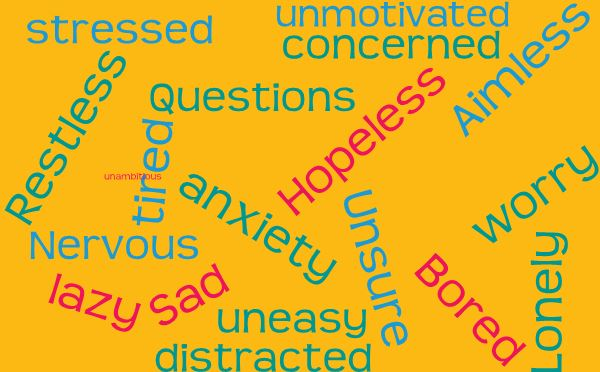 unmotivated
stressed
concerned
Aimless
Restless
Questions
Hopeless
tired
unambitious
anxiety
worry
Unsure
Nervous
Lonely
lazy
Sad
Bored
uneasy
distracted